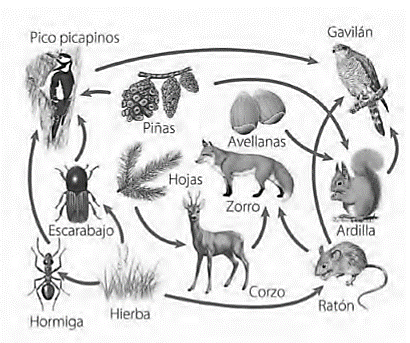 Pico picapinos
Gavilán
Piñas
Avellanas
Hojas
Zorro
Escarabajo
Ardilla
Corzo
Ratón
Hormiga
Hierba